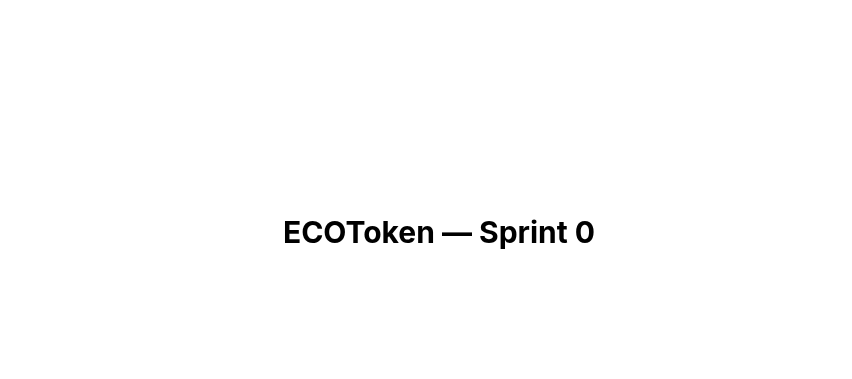 ECOToken — Sprint 0